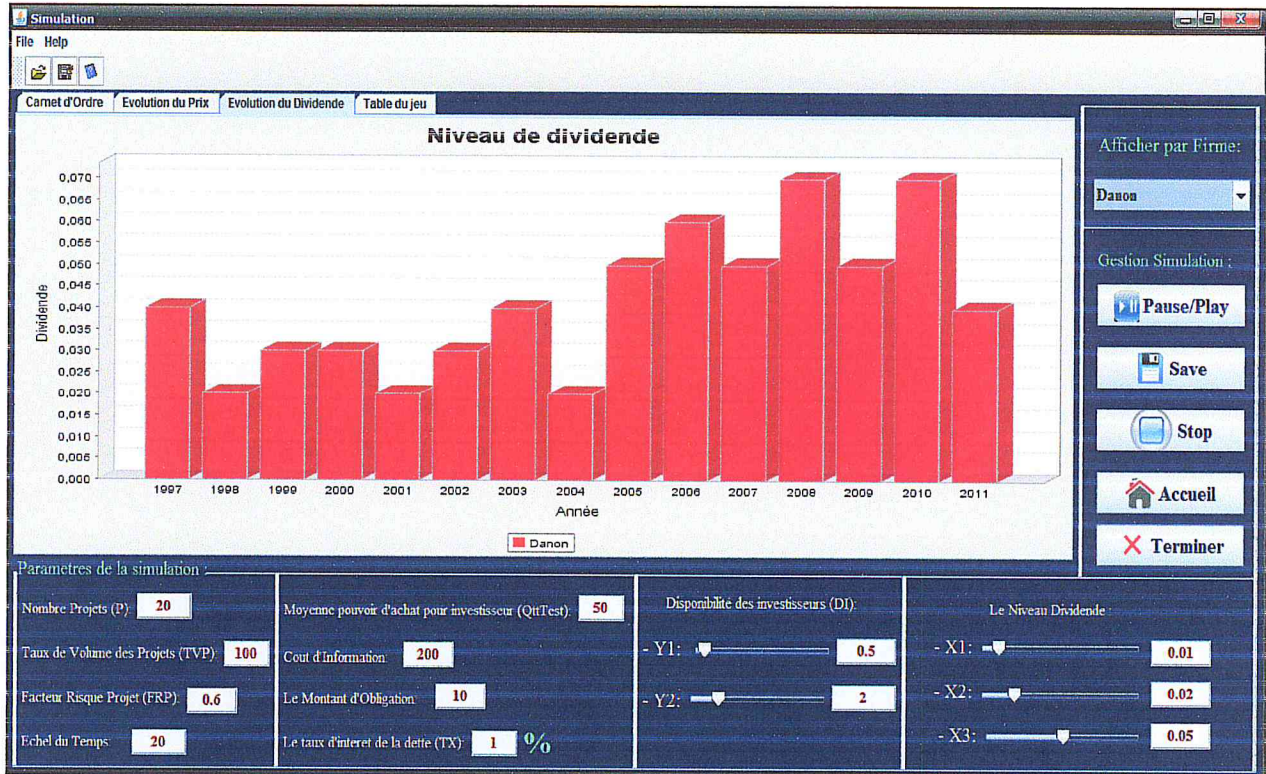 Simulation
File Help
Carnet d'Ordre Evolution du Prix Evolution du Dividende Table du jeu
Niveau de dividende
Dividende
0,070
0,065
0,060
0,055
0,050
0,045
0,040
0,035
0,030
0,025
0,020
0,015
0,010
0,005
0,000
1997 1998 1999 2000 2001 2002 2003 2004 2005 2006 2007 2008 2009 2010 2011
Année
Danon
Afficher par Firme:
Danon
Gestion Simulation :
Pause/Play
Save
Stop
Accueil
Terminer
Parametres de la simulation :
Nombre Projets (P): 20
Taux de Volume des Projets (TVP): 100
Facteur Risque Projet (FRP): 0.6
Echel du Temps: 20
Moyenne pouvoir d'achat pour investisseur (QttTest): 50
Cout d'Information: 200
Le Montant d'Obligation: 10
Le taux d'interet de la dette (TX): 1 %
Disponibilité des investisseurs (DI):
- Y1: 0.5
- Y2: 2
Le Niveau Dividende :
- X1: 0.01
- X2: 0.02
- X3: 0.05